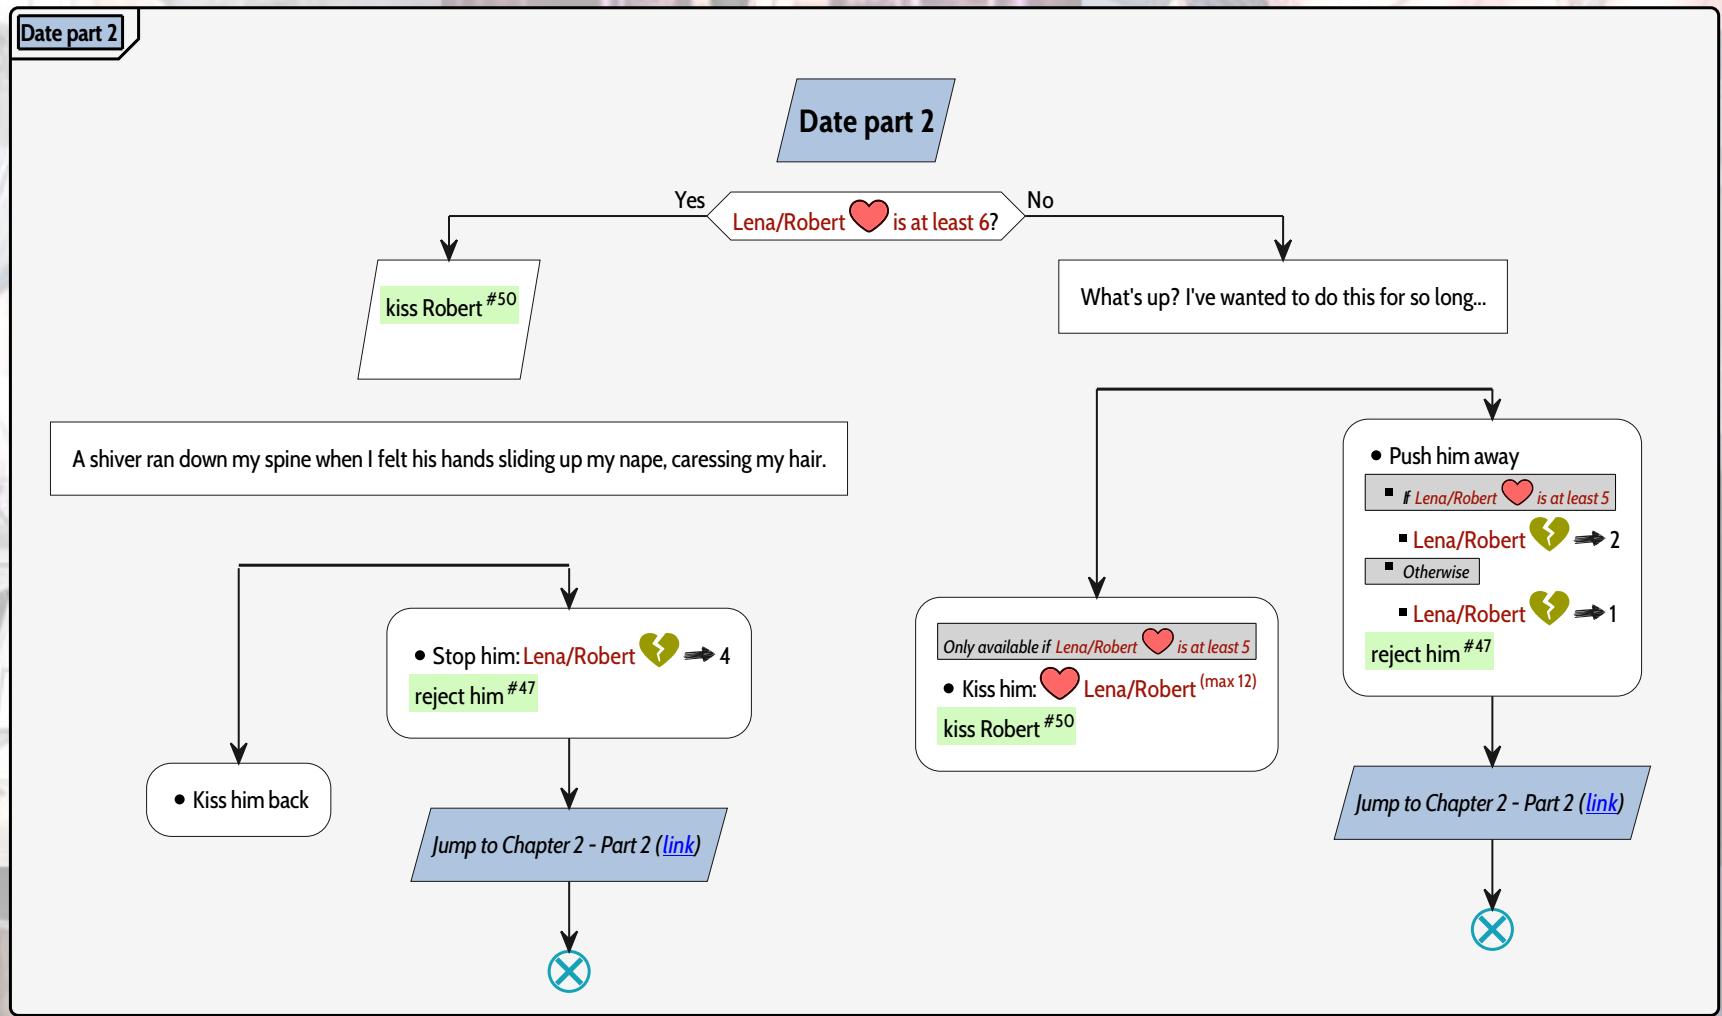 Date part 2
Date part 2
Yes
Lena/Robert is at least 6?
No
kiss Robert #50
What's up? I've wanted to do this for so long...
A shiver ran down my spine when I felt his hands sliding up my nape, caressing my hair.
• Kiss him back
• Stop him: Lena/Robert 4
reject him #47
Jump to Chapter 2 - Part 2 (link)
Only available if Lena/Robert is at least 5
• Kiss him: Lena/Robert (max 12)
kiss Robert #50
• Push him away
▪ If Lena/Robert is at least 5
▪ Lena/Robert 2
▪ Otherwise
▪ Lena/Robert 1
reject him #47
Jump to Chapter 2 - Part 2 (link)